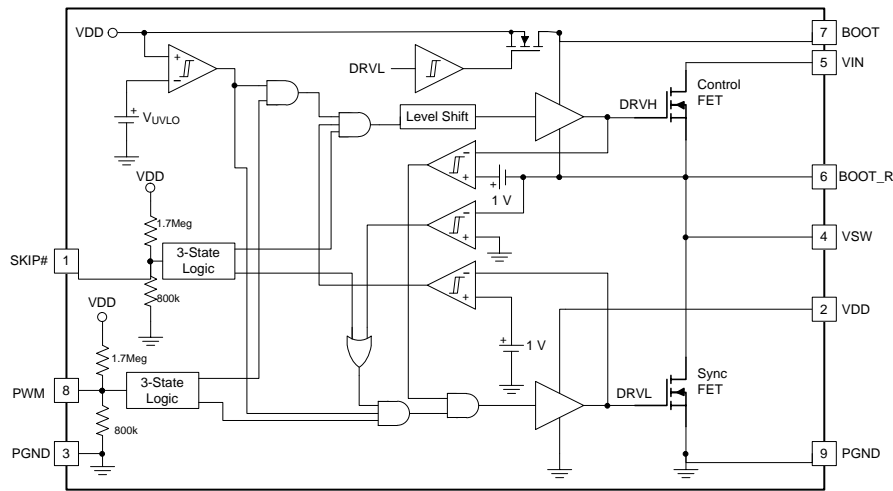 VDD
7 BOOT
5 VIN
DRVL
Control
FET
DRVH
+
−
+
VUVLO
Level Shift
−
+
+
1 V
6 BOOT_R
VDD
1.7Meg
−
+
4 VSW
SKIP# 1
3-State
Logic
800k
−
+
VDD
2 VDD
+
1 V
1.7Meg
PWM 8
3-State
Logic
800k
DRVL
Sync
FET
PGND 3
9 PGND